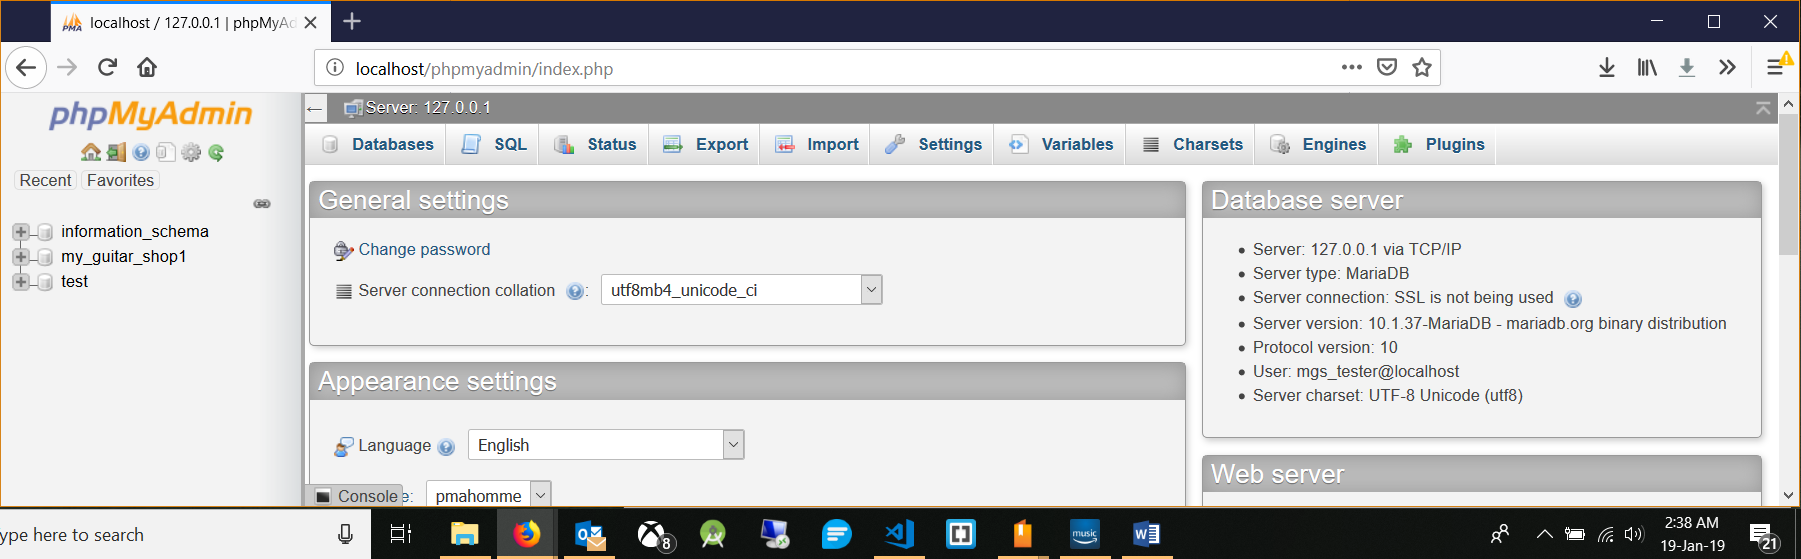 localhost / 127.0.0.1 | phpMyAd
localhost/phpmyadmin/index.php
phpMyAdmin
Recent Favorites
information_schema
my_guitar_shop1
test
Server: 127.0.0.1
Databases SQL Status Export Import Settings Variables Charsets Engines Plugins
General settings
Change password
Server connection collation : utf8mb4_unicode_ci
Appearance settings
Language English
Console e: pmahomme
Database server
Server: 127.0.0.1 via TCP/IP
Server type: MariaDB
Server connection: SSL is not being used
Server version: 10.1.37-MariaDB - mariadb.org binary distribution
Protocol version: 10
User: mgs_tester@localhost
Server charset: UTF-8 Unicode (utf8)
Web server
ype here to search
8
music
2:38 AM
19-Jan-19
21